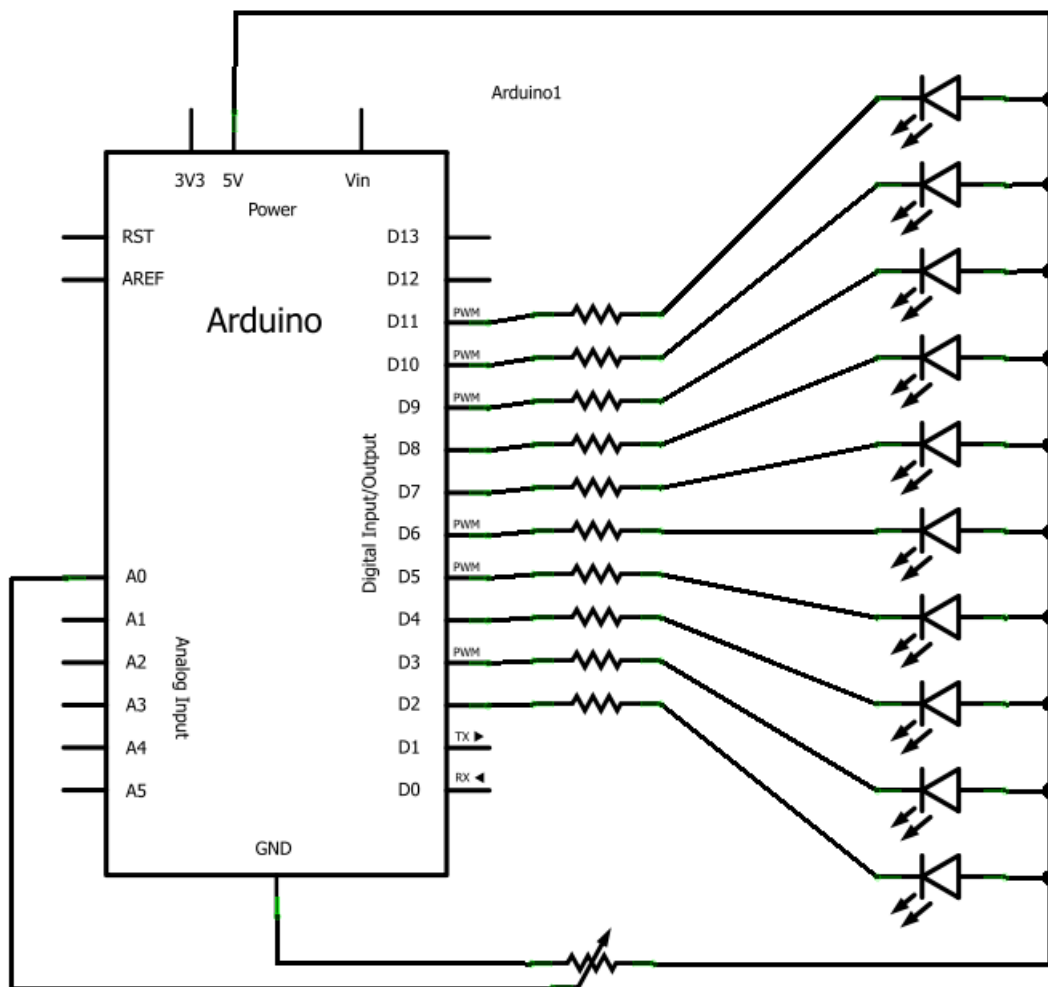 Arduino1
3V3 5V Vin
Power
RST D13
AREF D12
Arduino
D11 PWM
D10 PWM
D9 PWM
D8
D7
D6 PWM
A0 D5 PWM
A1 D4
A2 D3 PWM
A3 D2
A4 D1 TX ►
A5 D0 RX ◄
Digital Input/Output
Analog Input
GND